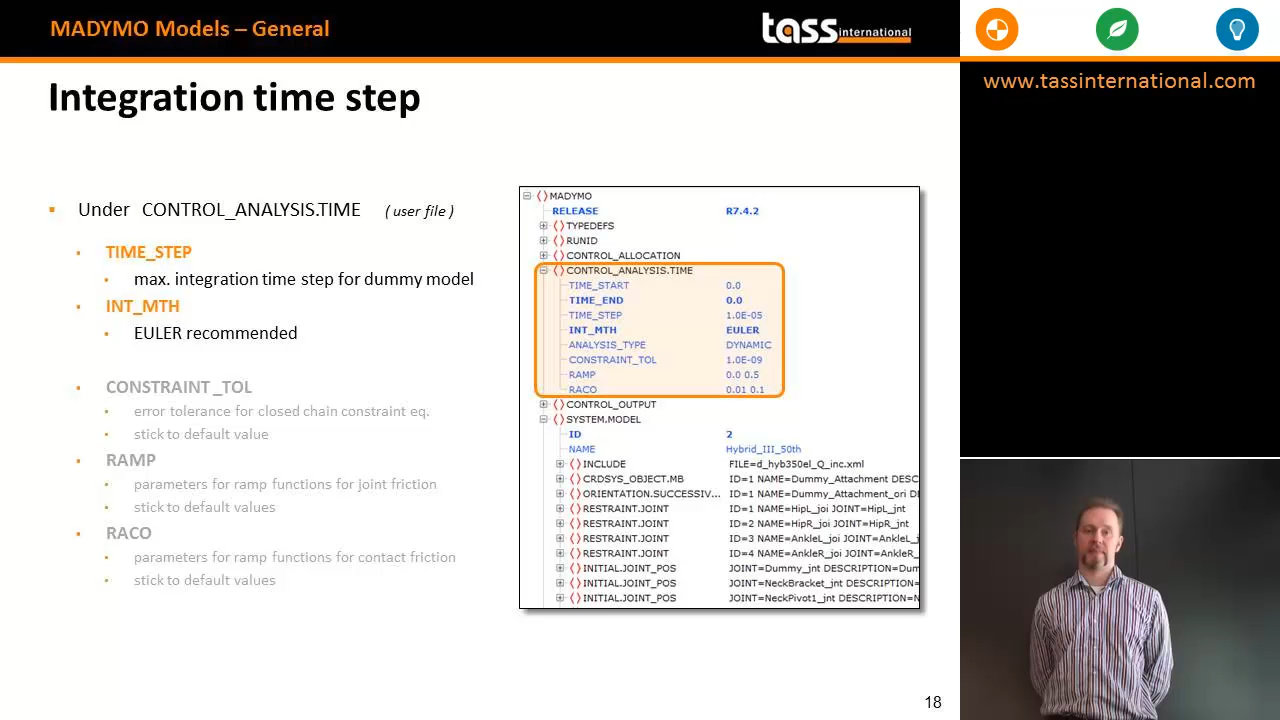 MADYMO Models – General
tass international
www.tassinternational.com
Integration time step
Under CONTROL_ANALYSIS.TIME ( user file )
TIME_STEP
max. integration time step for dummy model
INT_MTH
EULER recommended
CONSTRAINT _TOL
error tolerance for closed chain constraint eq.
stick to default value
RAMP
parameters for ramp functions for joint friction
stick to default values
RACO
parameters for ramp functions for contact friction
stick to default values
MADYMO
RELEASE R7.4.2
TYPEDEFS
RUNID
CONTROL_ALLOCATION
CONTROL_ANALYSIS.TIME
TIME_START 0.0
TIME_END 0.0
TIME_STEP 1.0E-05
INT_MTH EULER
ANALYSIS_TYPE DYNAMIC
CONSTRAINT_TOL 1.0E-09
RAMP 0.0 0.5
RACO 0.01 0.1
CONTROL_OUTPUT
SYSTEM.MODEL
ID 2
NAME Hybrid_III_50th
INCLUDE FILE=d_hyb350el_Q_inc.xml
CRDSYS_OBJECT.MB ID=1 NAME=Dummy_Attachment DESC
ORIENTATION.SUCCESSIV... ID=1 NAME=Dummy_Attachment_ori DE
RESTRAINT.JOINT ID=1 NAME=HipL_joi JOINT=HipL_jnt
RESTRAINT.JOINT ID=2 NAME=HipR_joi JOINT=HipR_jnt
RESTRAINT.JOINT ID=3 NAME=AnkleL_joi JOINT=AnkleL_jn
RESTRAINT.JOINT ID=4 NAME=AnkleR_joi JOINT=AnkleR_
INITIAL.JOINT_POS JOINT=Dummy_jnt DESCRIPTION=Dum
INITIAL.JOINT_POS JOINT=NeckBracket_jnt DESCRIPTION=
INITIAL.JOINT_POS JOINT=NeckPivot1_jnt DESCRIPTION=N
18